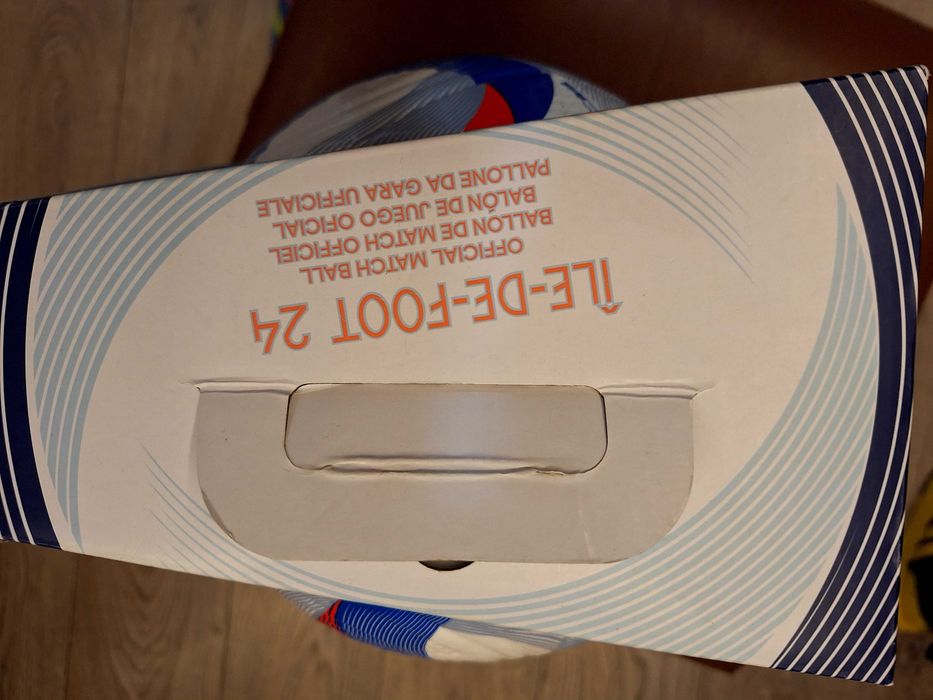 ÎLE-DE-FOOT 24
OFFICIAL MATCH BALL
BALLON DE MATCH OFFICIEL
BALÓN DE JUEGO OFICIAL
PALLONE DA GARA UFFICIALE